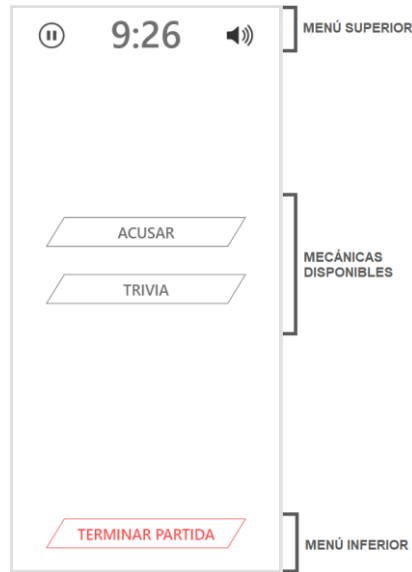 9:26
MENÚ SUPERIOR
ACUSAR
TRIVIA
MECÁNICAS
DISPONIBLES
TERMINAR PARTIDA
MENÚ INFERIOR